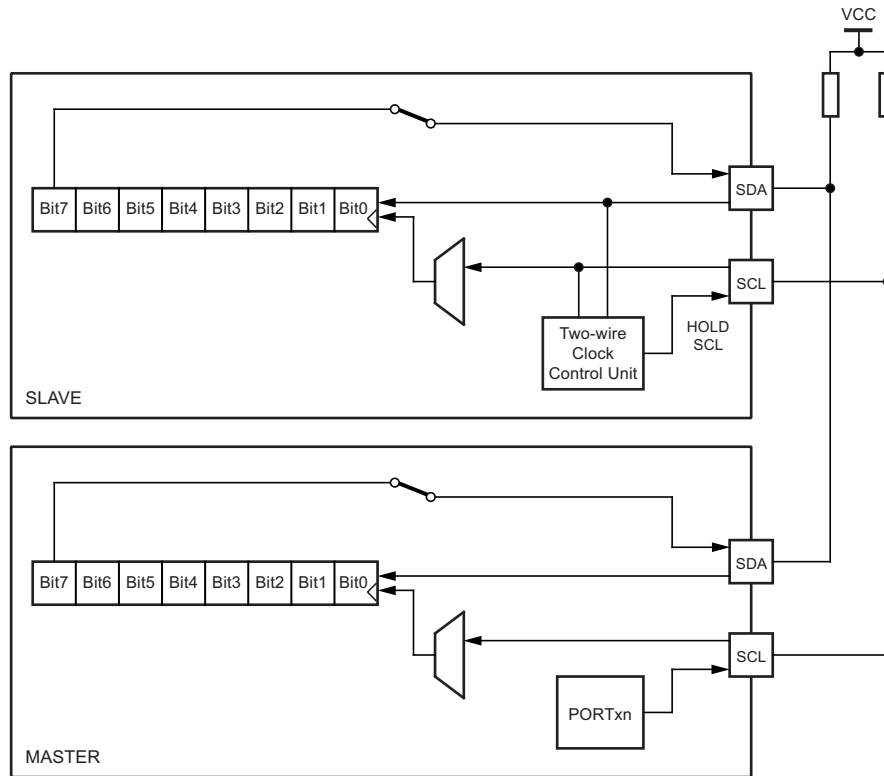 VCC
SDA
Bit7 Bit6 Bit5 Bit4 Bit3 Bit2 Bit1 Bit0
SCL
Two-wire
Clock
Control Unit
HOLD
SCL
SLAVE
SDA
Bit7 Bit6 Bit5 Bit4 Bit3 Bit2 Bit1 Bit0
SCL
PORTxn
MASTER